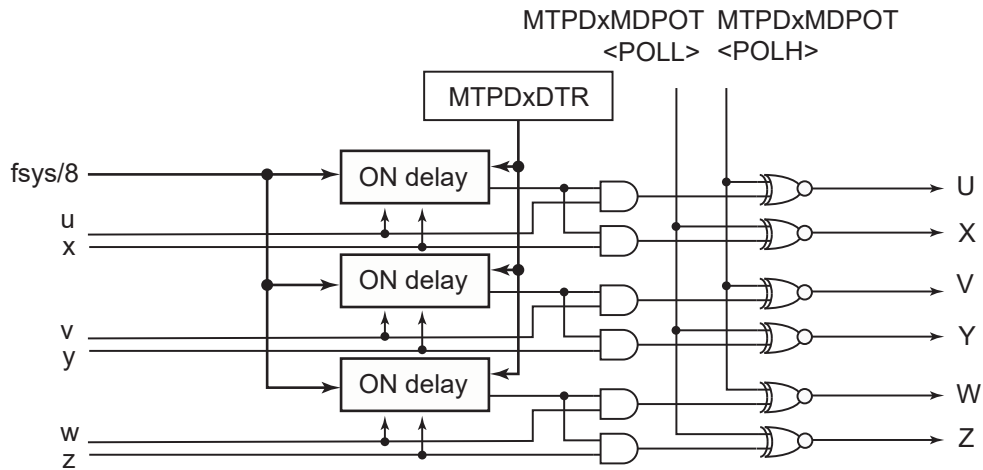 MTPDxMDPOT MTPDxMDPOT
<POLL> <POLH>
MTPDxDTR
fsys/8
ON delay
U
u
x
X
ON delay
V
v
y
Y
ON delay
W
w
z
Z